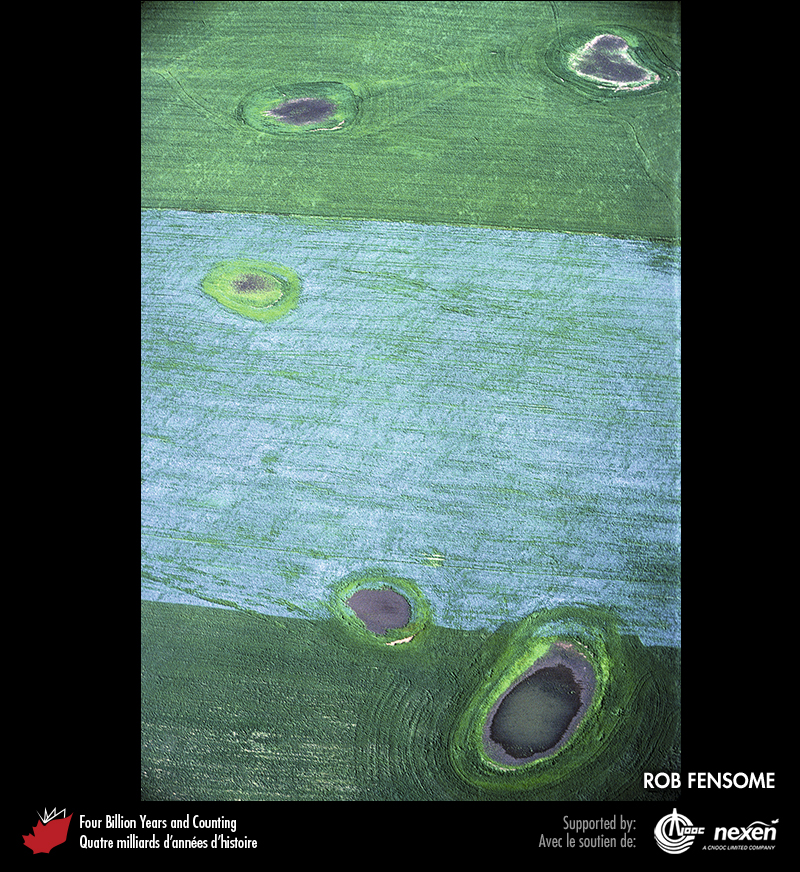 ROB FENSOME
Four Billion Years and Counting
Quatre milliards d'années d'histoire
Supported by:
Avec le soutien de:
CNOOC
nexen
A CNOOC LIMITED COMPANY